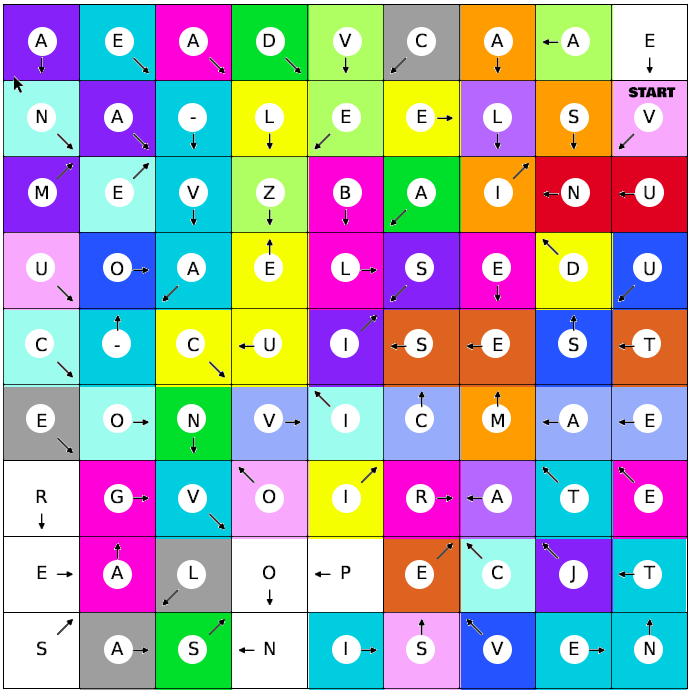 A E A D V C A A E
START
N A - L E E L S V
M E V Z B A I N U
U O A E L S E D U
C - C U I S E S T
E O N V I C M A E
R G V O I R A T E
E A L O P E C J T
S A S N I S V E N